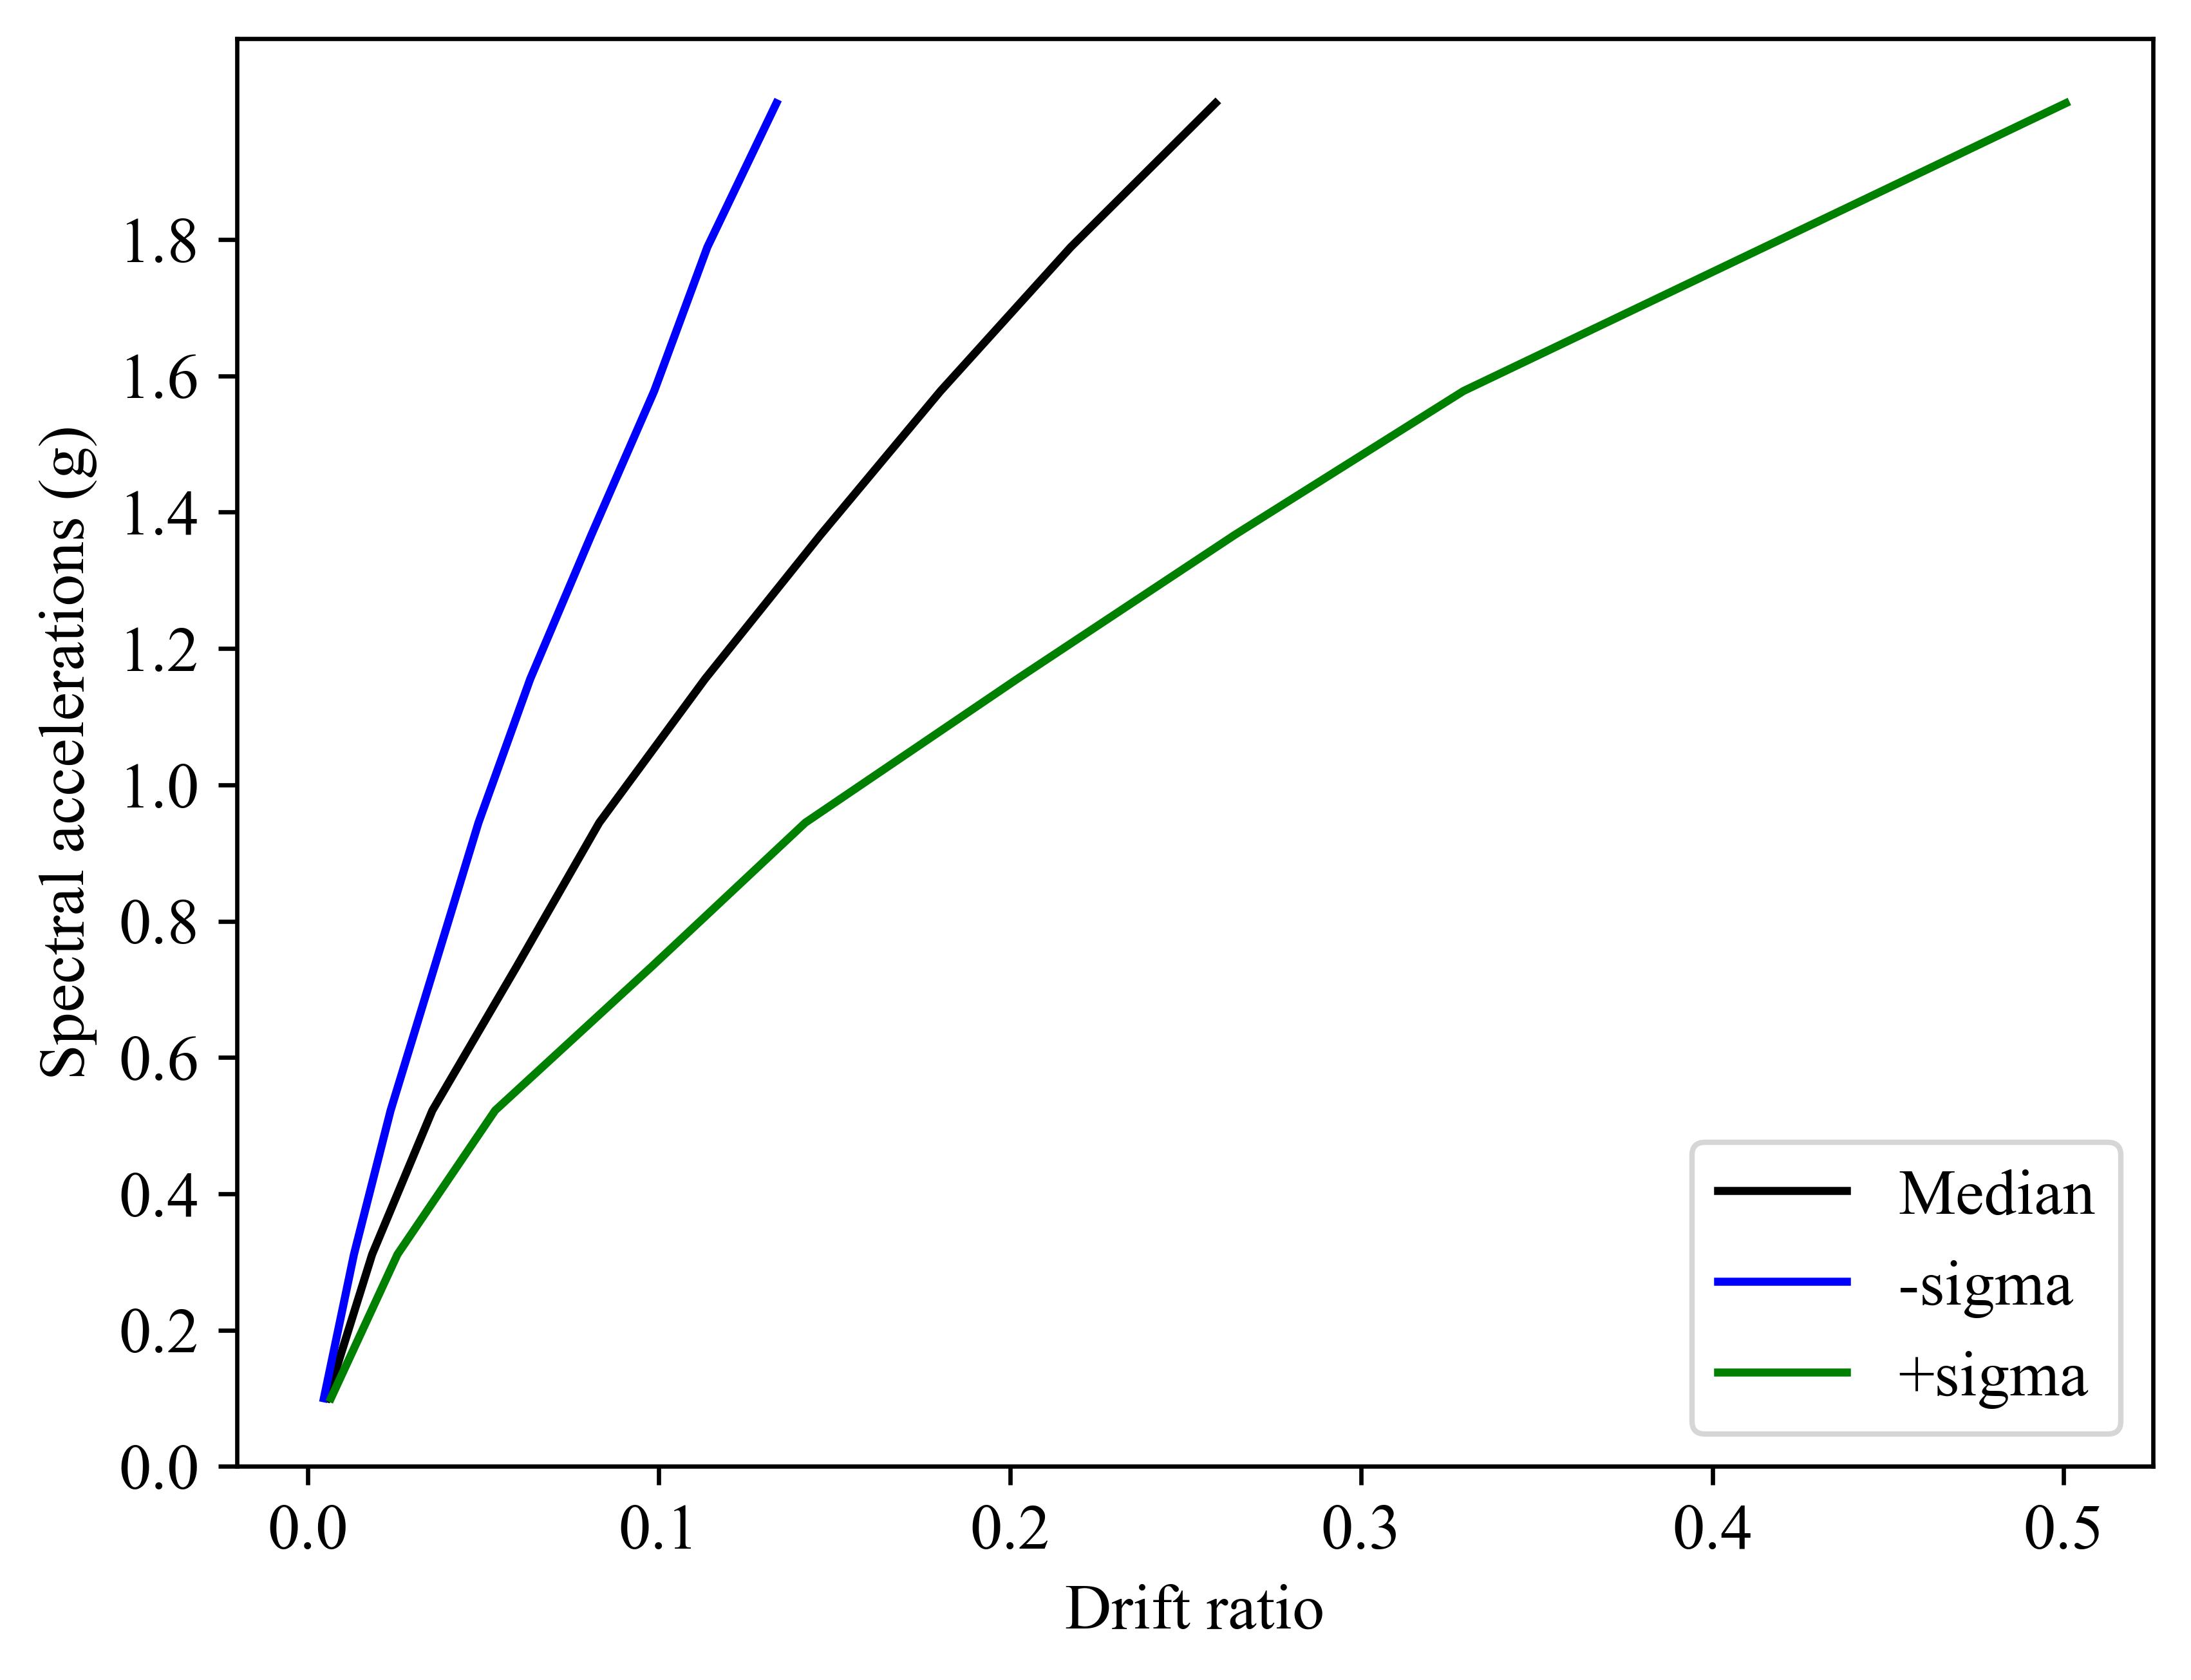 Spectral accelerations (g)
1.8
1.6
1.4
1.2
1.0
0.8
0.6
0.4
0.2
0.0
0.0 0.1 0.2 0.3 0.4 0.5
Drift ratio
Median
-sigma
+sigma